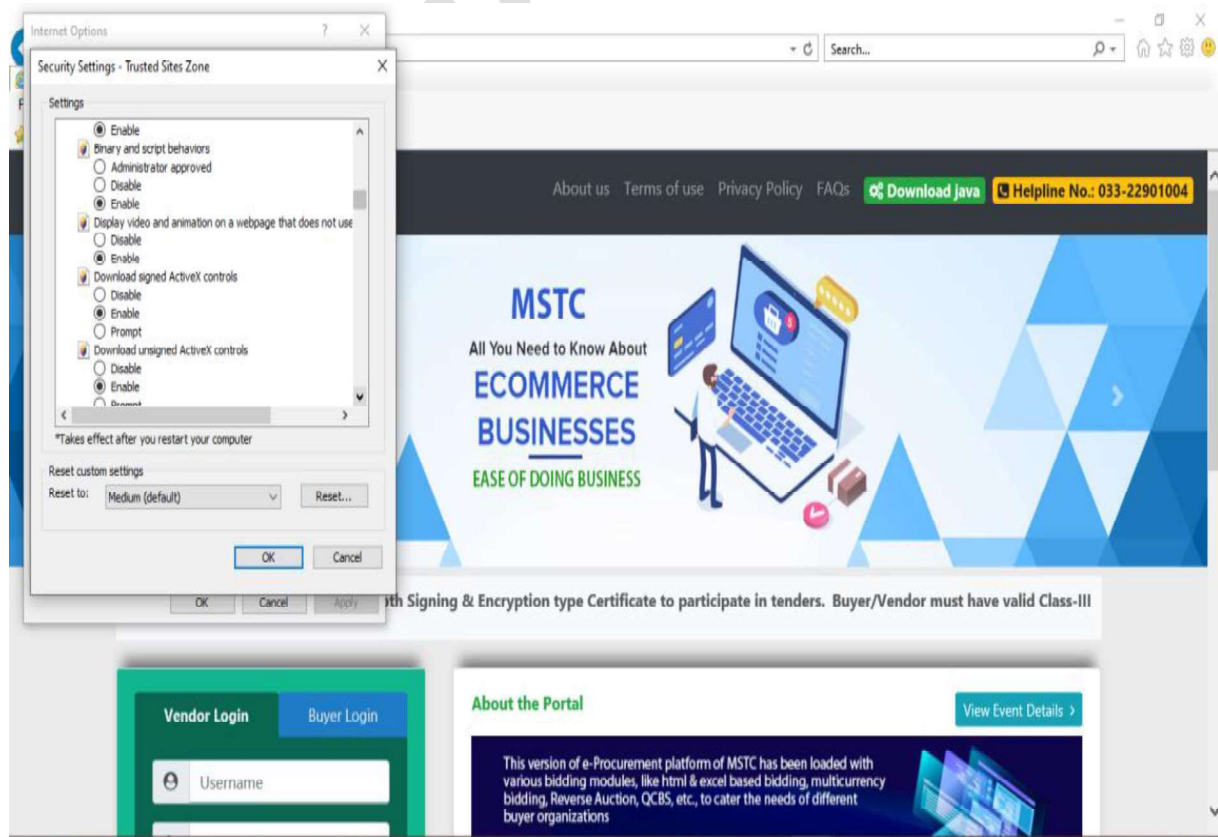 Internet Options
Search...
Security Settings - Trusted Sites Zone
Settings
Enable
Binary and script behaviors
Administrator approved
Disable
Enable
Display video and animation on a webpage that does not use
Disable
Enable
Download signed ActiveX controls
Disable
Enable
Prompt
Download unsigned ActiveX controls
Disable
Enable
Prompt
*Takes effect after you restart your computer
Reset custom settings
Reset to:
Medium (default)
Reset...
OK
Cancel
OK
Cancel
Apply
About us
Terms of use
Privacy Policy
FAQs
Download Java
Helpline No.: 033-22901004
MSTC
All You Need to Know About
ECOMMERCE
BUSINESSES
EASE OF DOING BUSINESS
5
Signing & Encryption type Certificate to participate in tenders. Buyer/Vendor must have valid Class-III
Vendor Login
Buyer Login
Username
About the Portal
View Event Details >
This version of e-Procurement platform of MSTC has been loaded with
various bidding modules, like html & excel based bidding, multicurrency
bidding, Reverse Auction, QCBS, etc., to cater the needs of different
buyer organizations